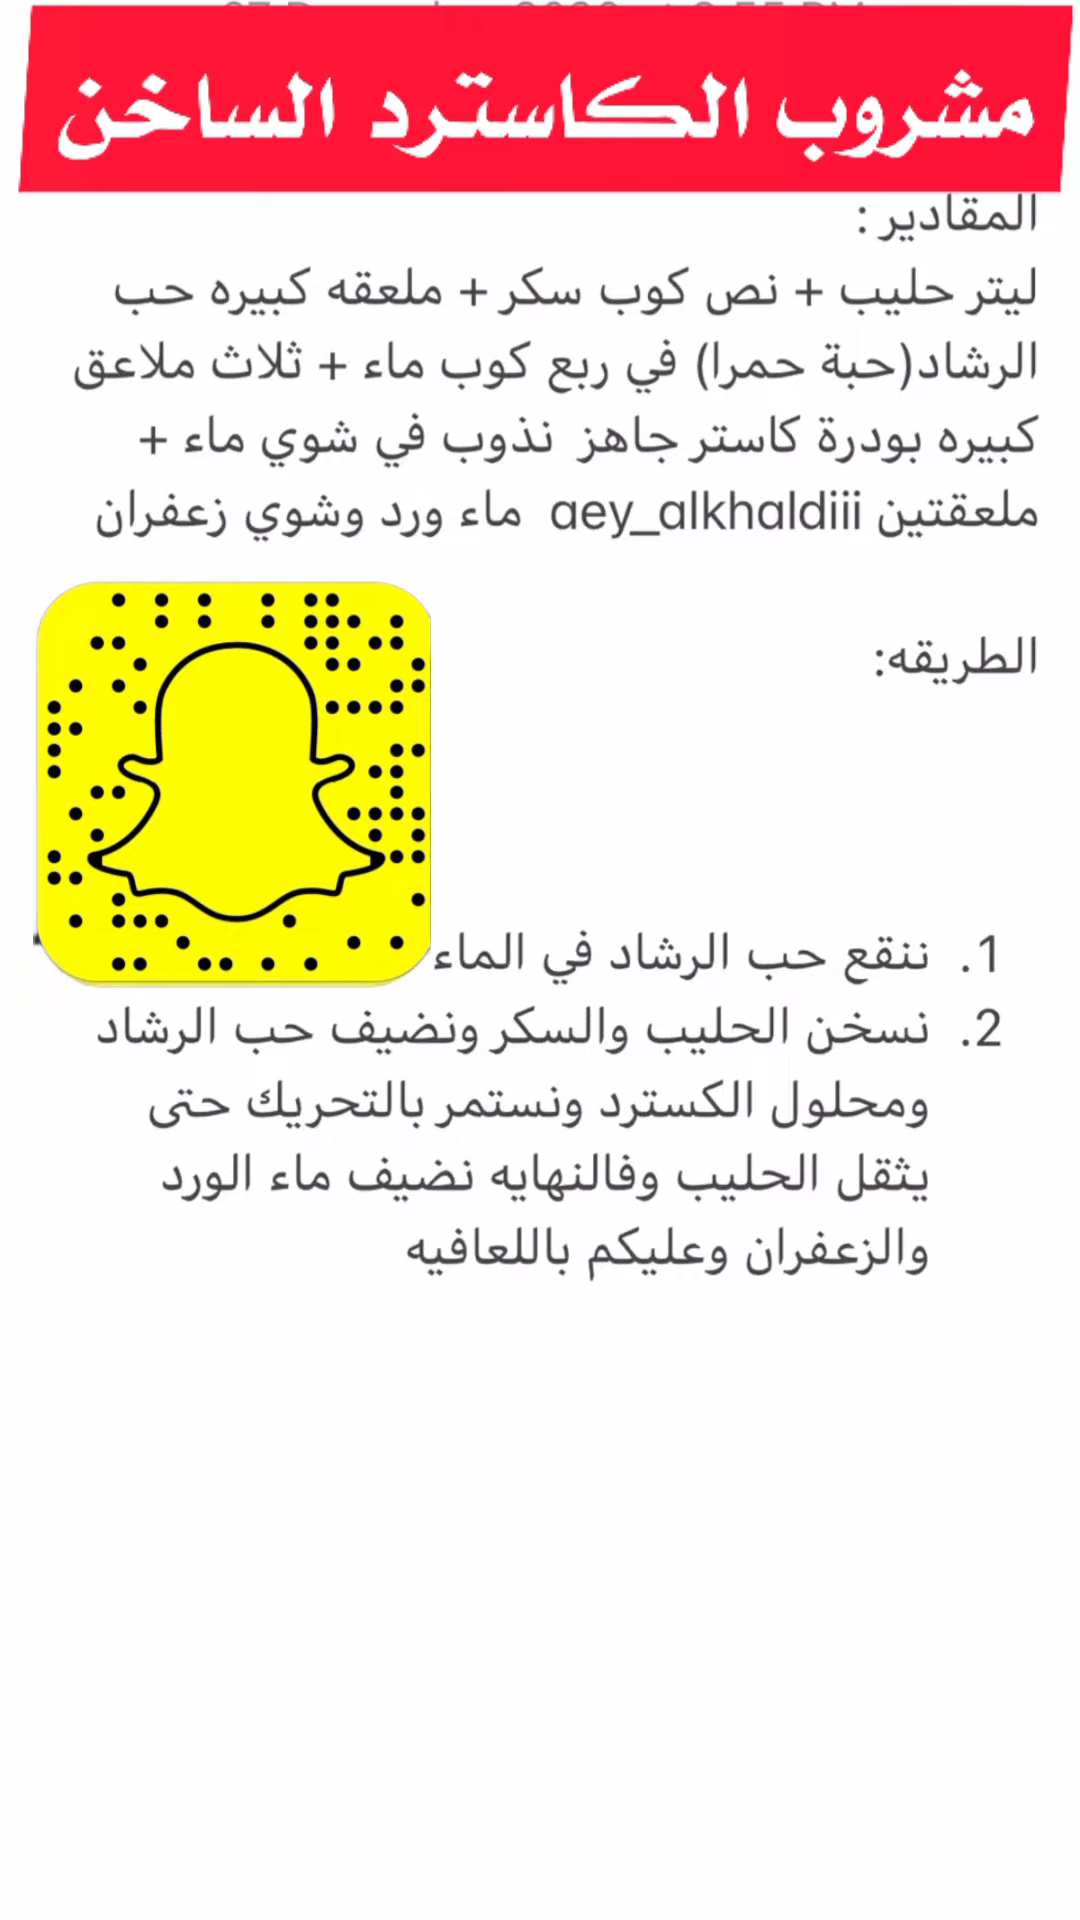 مشروب الكاسترد الساخن
المقادير :
ليتر حليب + نص كوب سكر + ملعقه كبيره حب
الرشاد(حبة حمرا) في ربع كوب ماء + ثلاث ملاعق
كبيره بودرة كاستر جاهز نذوب في شوي ماء +
ملعقتين aey_alkhaldiii ماء ورد وشوي زعفران
الطريقه:
1. ننقع حب الرشاد في الماء
2. نسخن الحليب والسكر ونضيف حب الرشاد
ومحلول الكسترد ونستمر بالتحريك حتى
يثقل الحليب وفالنهايه نضيف ماء الورد
والزعفران وعليكم باللعافيه